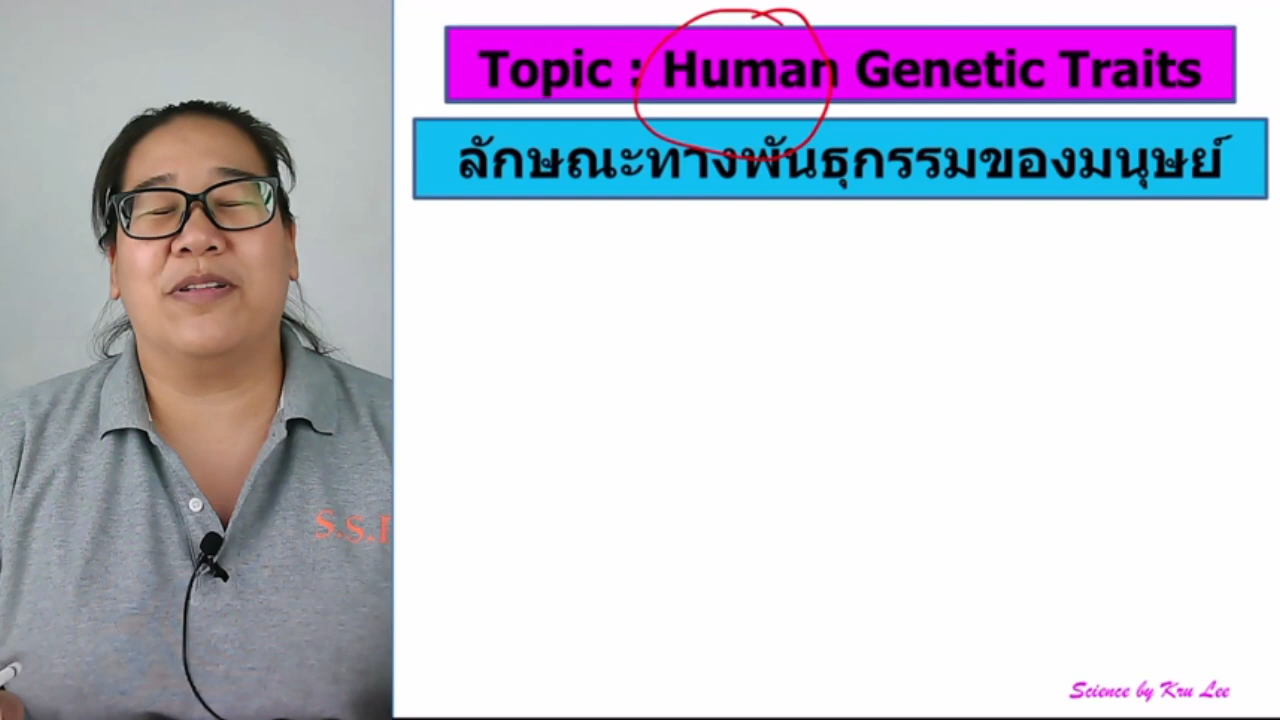 Topic : Human Genetic Traits
ลักษณะทางพันธุกรรมของมนุษย์
S.S.
Science by Kru Lee